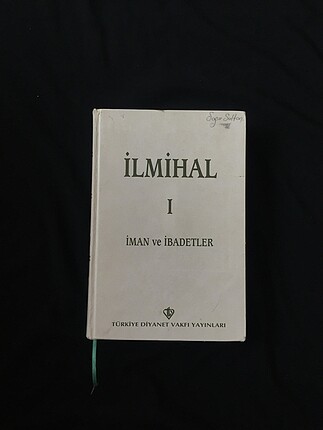 İLMİHAL
I
İMAN ve İBADETLER
TÜRKİYE DİYANET VAKFI YAYINLARI